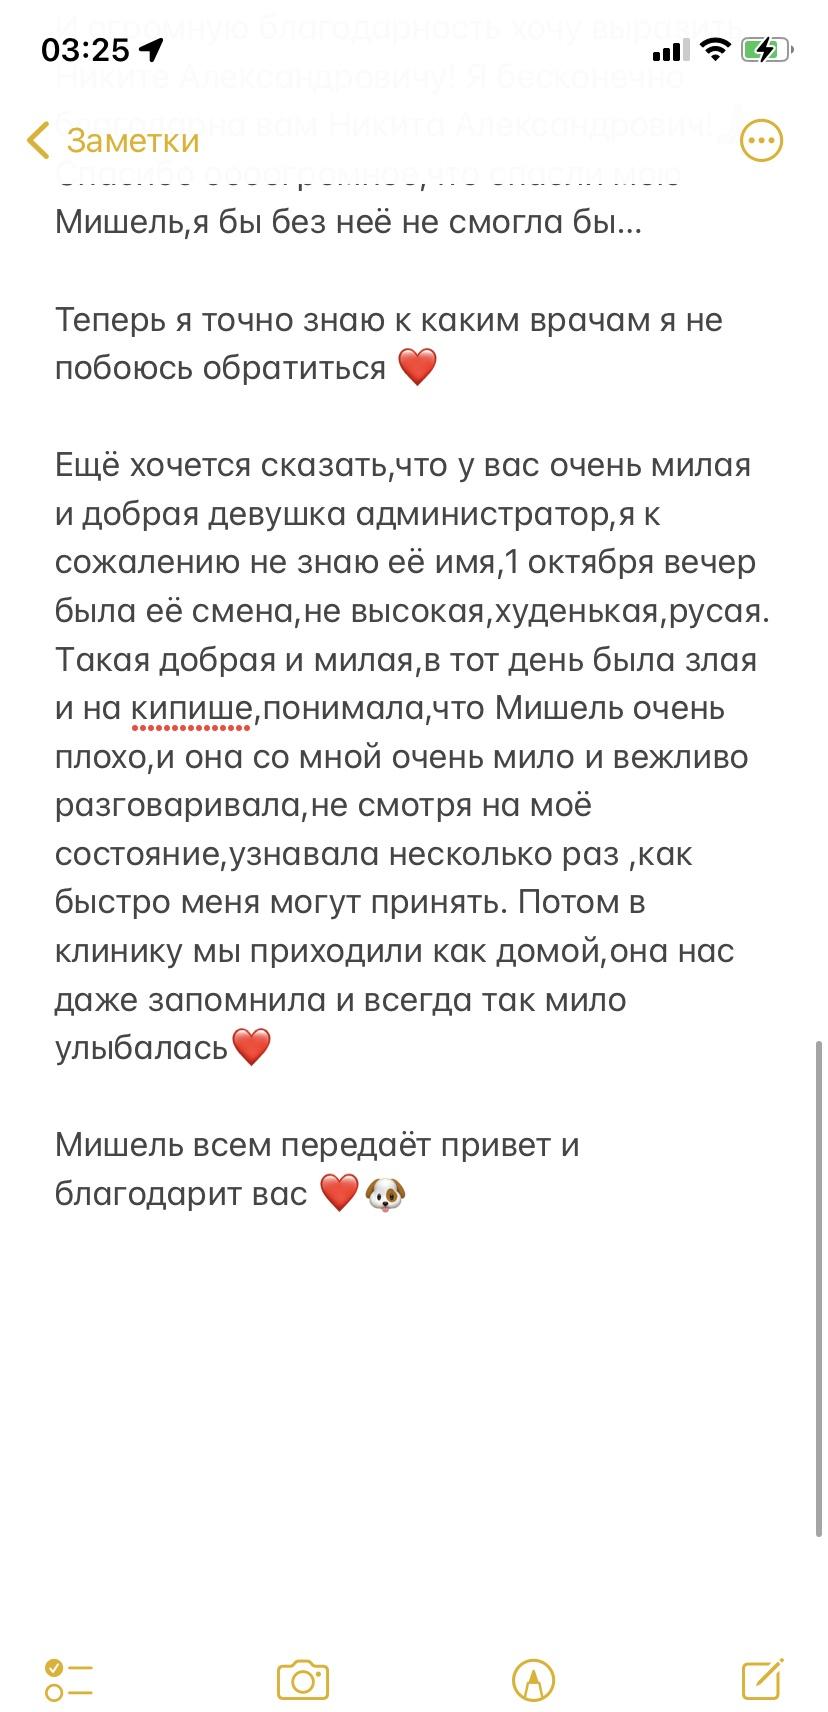 И огромную благодарность хочу выразить
03:25
Никите Александровичу! Я бесконечно
благодарна вам Никита Александрович!
Заметки
Спасибо оооогромное,что спасли мою
Мишель,я бы без неё не смогла бы...
Теперь я точно знаю к каким врачам я не
побоюсь обратиться ❤️
Ещё хочется сказать,что у вас очень милая
и добрая девушка администратор,я к
сожалению не знаю её имя,1 октября вечер
была её смена,не высокая,худенькая,русая.
Такая добрая и милая,в тот день была злая
и на кипише,понимала,что Мишель очень
плохо,и она со мной очень мило и вежливо
разговаривала,не смотря на моё
состояние,узнавала несколько раз ,как
быстро меня могут принять. Потом в
клинику мы приходили как домой,она нас
даже запомнила и всегда так мило
улыбалась❤️
Мишель всем передаёт привет и
благодарит вас ❤️🐶